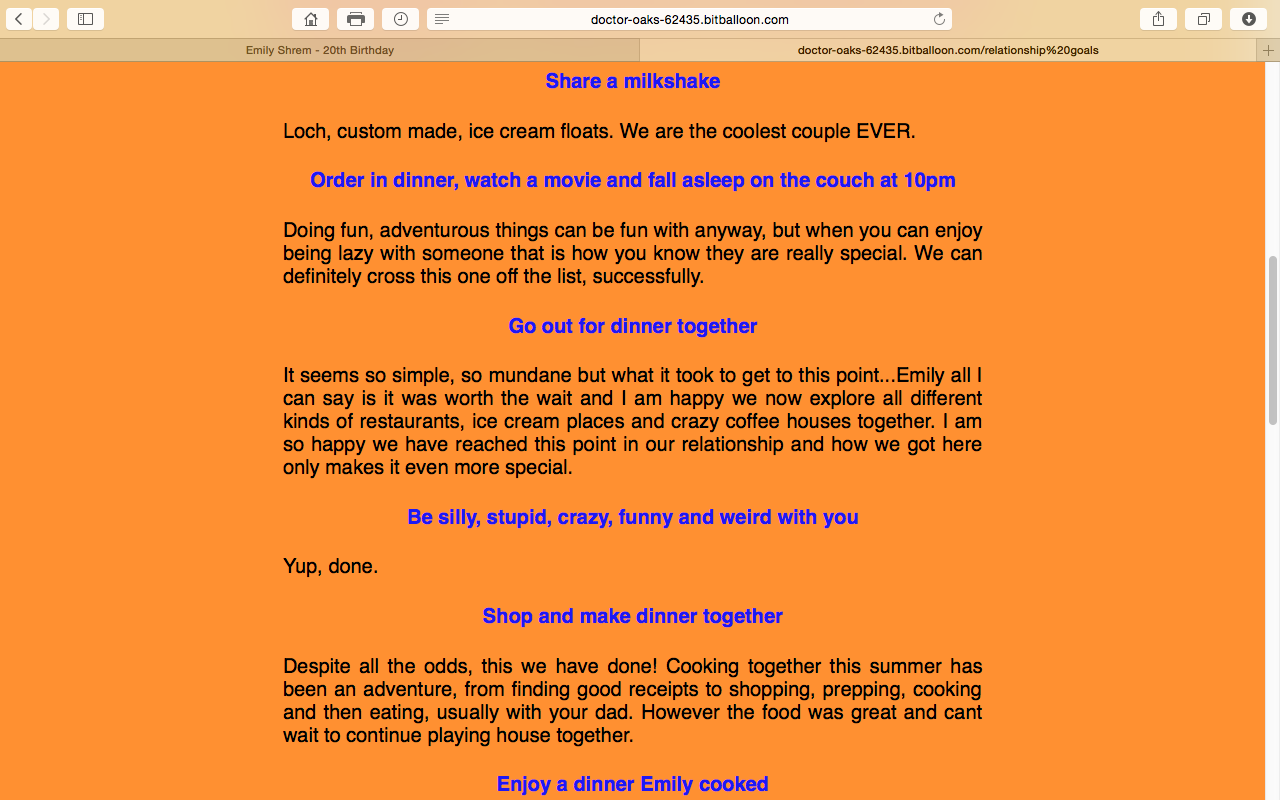 doctor-oaks-62435.bitballoon.com
Emily Shrem - 20th Birthday
doctor-oaks-62435.bitballoon.com/relationship%20goals
Share a milkshake
Loch, custom made, ice cream floats. We are the coolest couple EVER.
Order in dinner, watch a movie and fall asleep on the couch at 10pm
Doing fun, adventurous things can be fun with anyway, but when you can enjoy
being lazy with someone that is how you know they are really special. We can
definitely cross this one off the list, successfully.
Go out for dinner together
It seems so simple, so mundane but what it took to get to this point...Emily all I
can say is it was worth the wait and I am happy we now explore all different
kinds of restaurants, ice cream places and crazy coffee houses together. I am
so happy we have reached this point in our relationship and how we got here
only makes it even more special.
Be silly, stupid, crazy, funny and weird with you
Yup, done.
Shop and make dinner together
Despite all the odds, this we have done! Cooking together this summer has
been an adventure, from finding good receipts to shopping, prepping, cooking
and then eating, usually with your dad. However the food was great and cant
wait to continue playing house together.
Enjoy a dinner Emily cooked